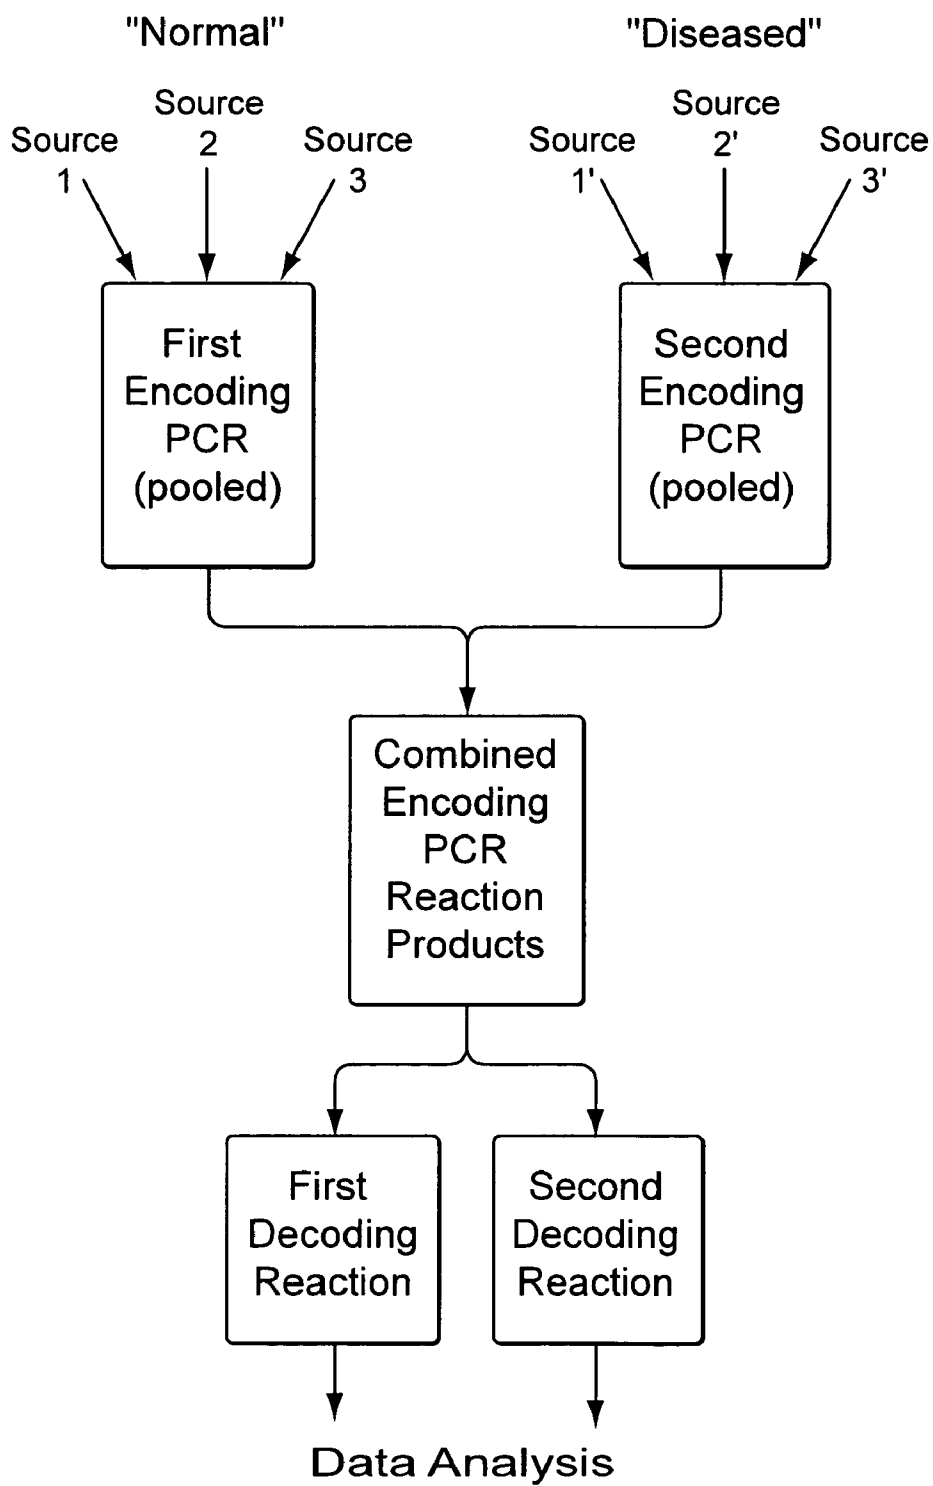 "Normal"
"Diseased"
Source
1
Source
2
Source
3
Source
1'
Source
2'
Source
3'
First
Encoding
PCR
(pooled)
Second
Encoding
PCR
(pooled)
Combined
Encoding
PCR
Reaction
Products
First
Decoding
Reaction
Second
Decoding
Reaction
Data Analysis